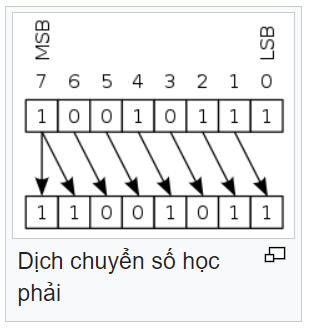 MSB
LSB
7 6 5 4 3 2 1 0
1 0 0 1 0 1 1 1
1 1 0 0 1 0 1 1
Dịch chuyển số học
phải